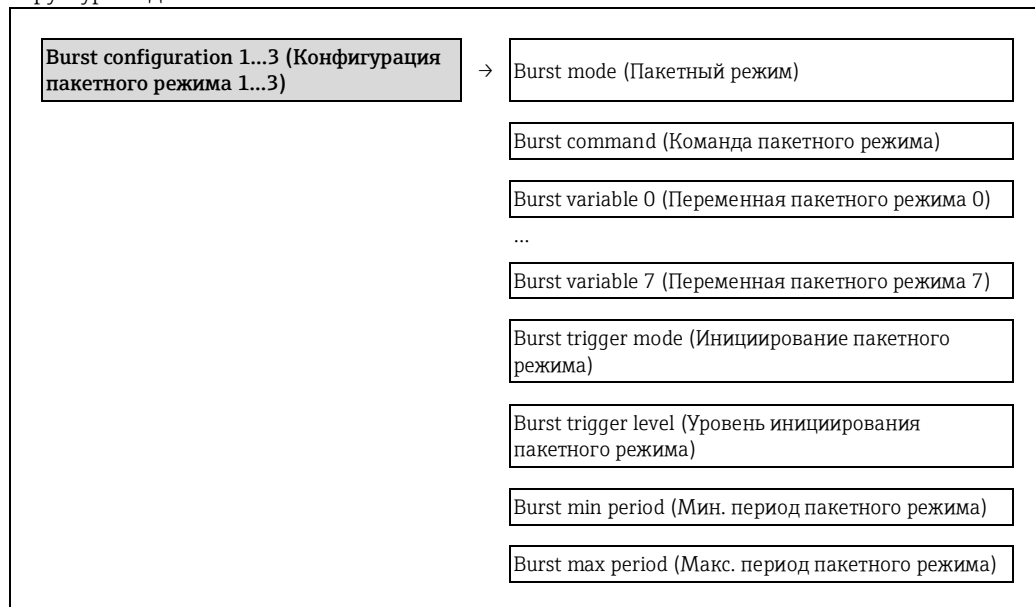 Burst configuration 1...3 (Конфигурация
пакетного режима 1...3)
→
Burst mode (Пакетный режим)
Burst command (Команда пакетного режима)
Burst variable 0 (Переменная пакетного режима 0)
...
Burst variable 7 (Переменная пакетного режима 7)
Burst trigger mode (Инициирование пакетного
режима)
Burst trigger level (Уровень инициирования
пакетного режима)
Burst min period (Мин. период пакетного режима)
Burst max period (Макс. период пакетного режима)